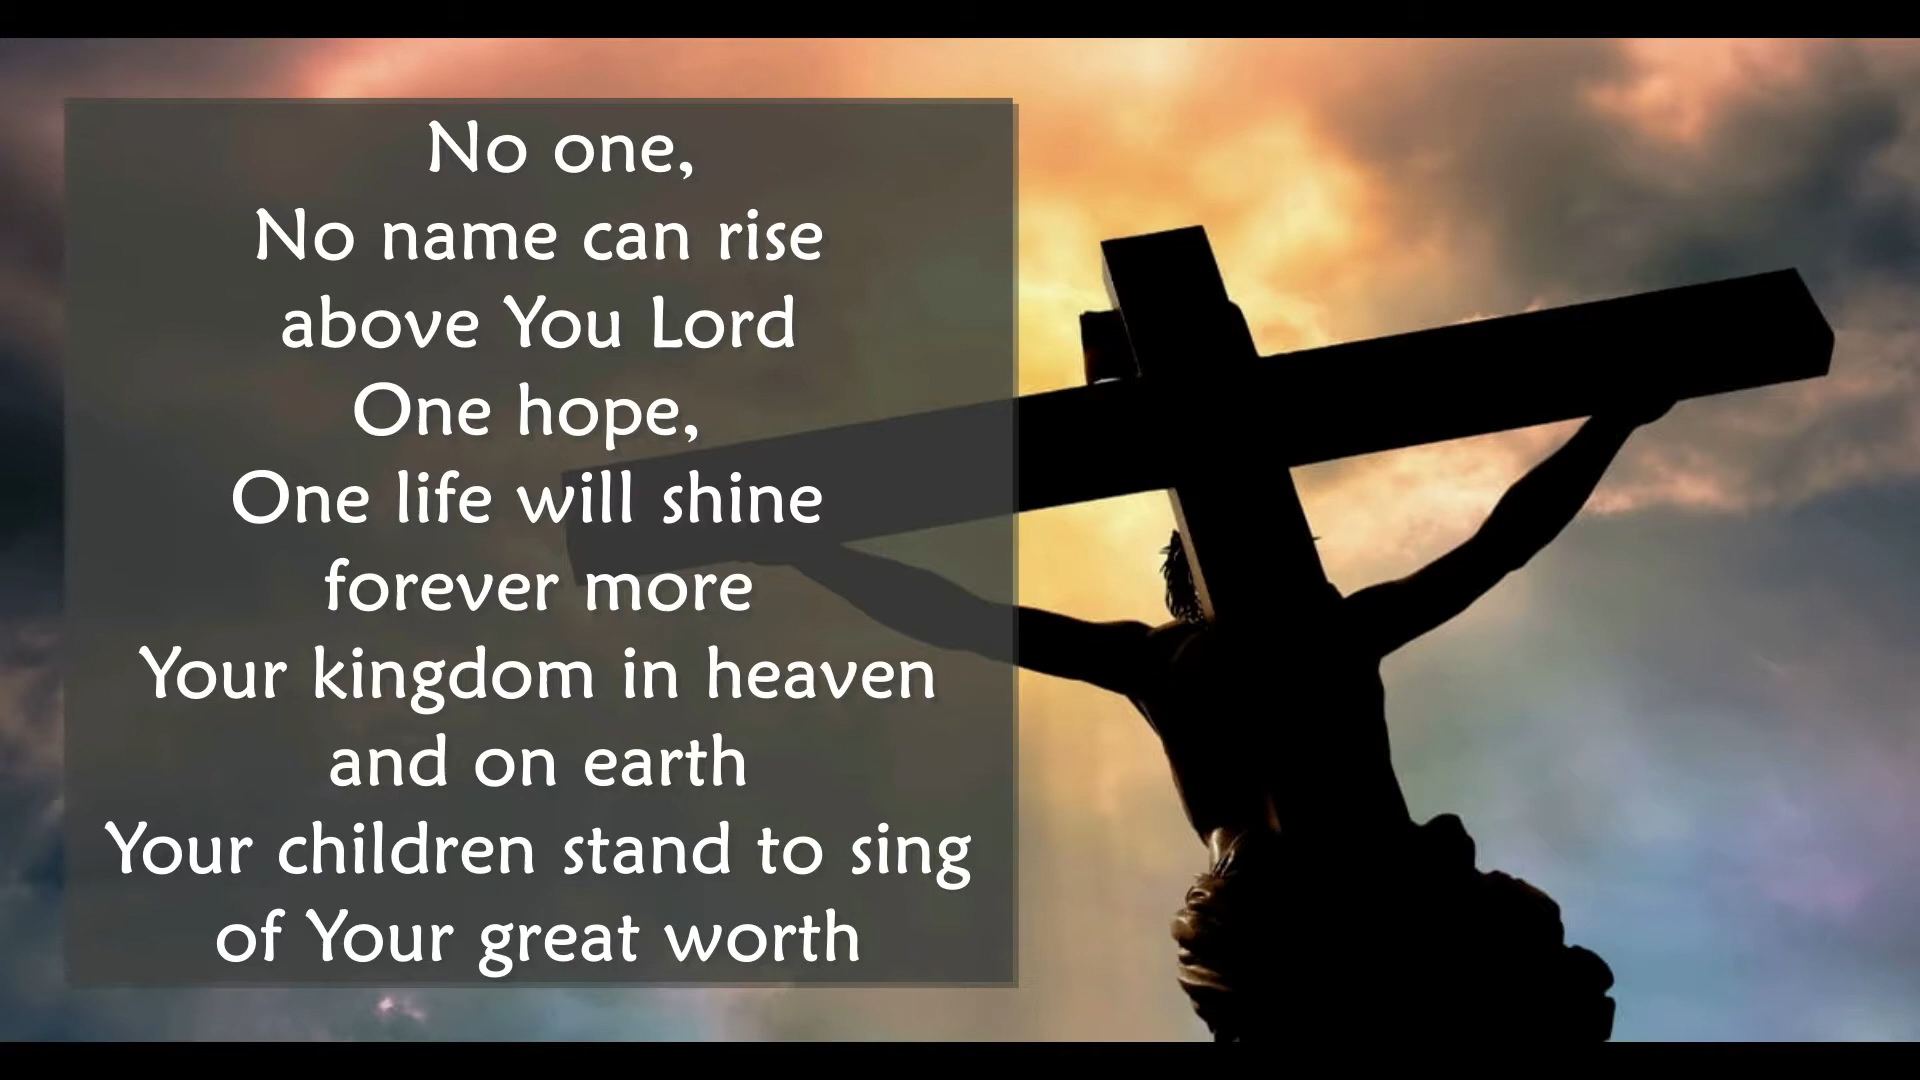 No one,
No name can rise
above You Lord
One hope,
One life will shine
forever more
Your kingdom in heaven
and on earth
Your children stand to sing
of Your great worth